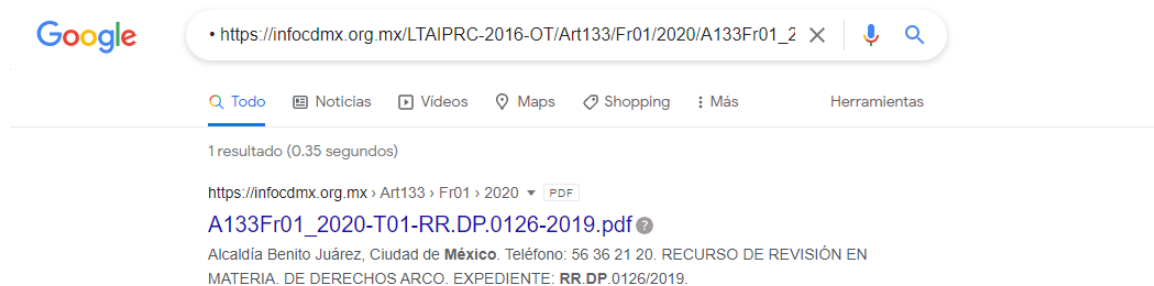 Google
• https://infocdmx.org.mx/LTAIPRC-2016-OT/Art133/Fr01/2020/A133Fr01_2
Todo Noticias Vídeos Maps Shopping Más Herramientas
1 resultado (0.35 segundos)
https://infocdmx.org.mx › Art133 › Fr01 › 2020 PDF
A133Fr01_2020-T01-RR.DP.0126-2019.pdf
Alcaldía Benito Juárez, Ciudad de México. Teléfono: 56 36 21 20. RECURSO DE REVISIÓN EN
MATERIA. DE DERECHOS ARCO. EXPEDIENTE: RR.DP.0126/2019.